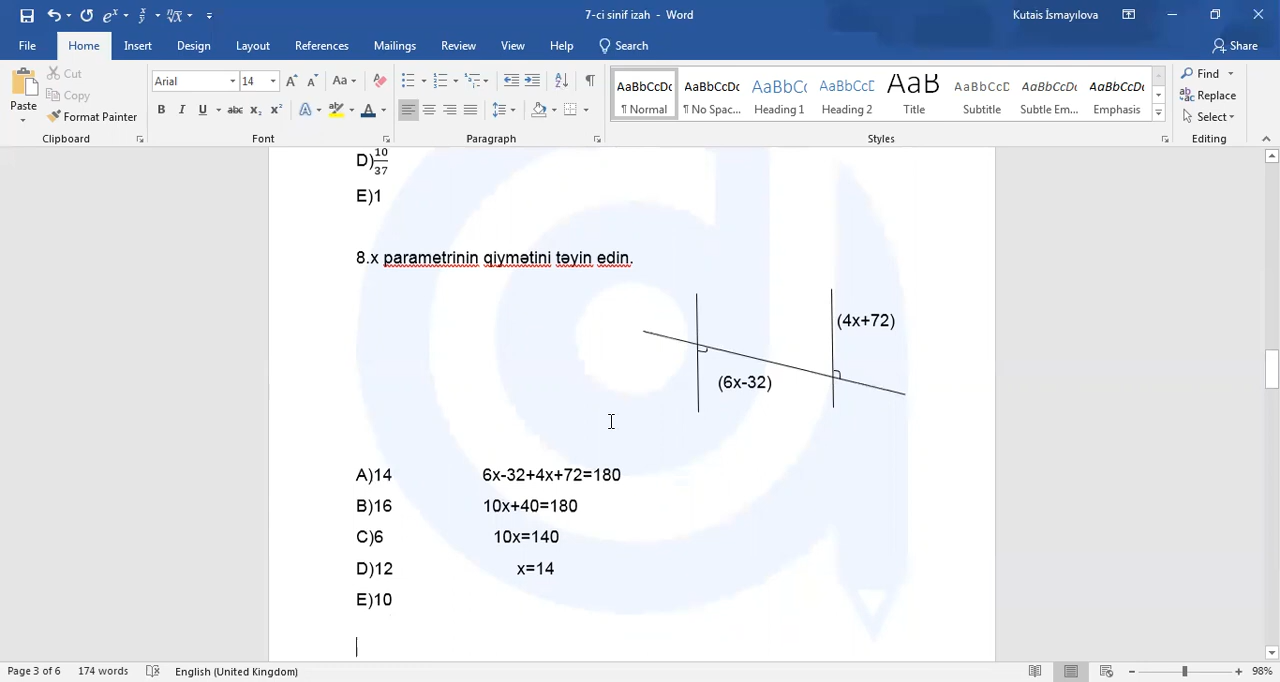 7-ci sinif izah - Word
Kutais İsmayılova
File Home Insert Design Layout References Mailings Review View Help Search Share
Paste
Cut
Copy
Format Painter
Clipboard
Arial 14
Font
Paragraph
AaBbCcDc AaBbCcDc AaBbCc AaBbCcE AaB AaBbCcD AaBbCcDc AaBbCcDc
¶ Normal ¶ No Spac... Heading 1 Heading 2 Title Subtitle Subtle Em... Emphasis
Styles
Find
Replace
Select
Editing
D)10/37
E)1
8.x parametrinin qiymətini təyin edin.
(4x+72)
(6x-32)
A)14 6x-32+4x+72=180
B)16 10x+40=180
C)6 10x=140
D)12 x=14
E)10
Page 3 of 6 174 words English (United Kingdom) 98%